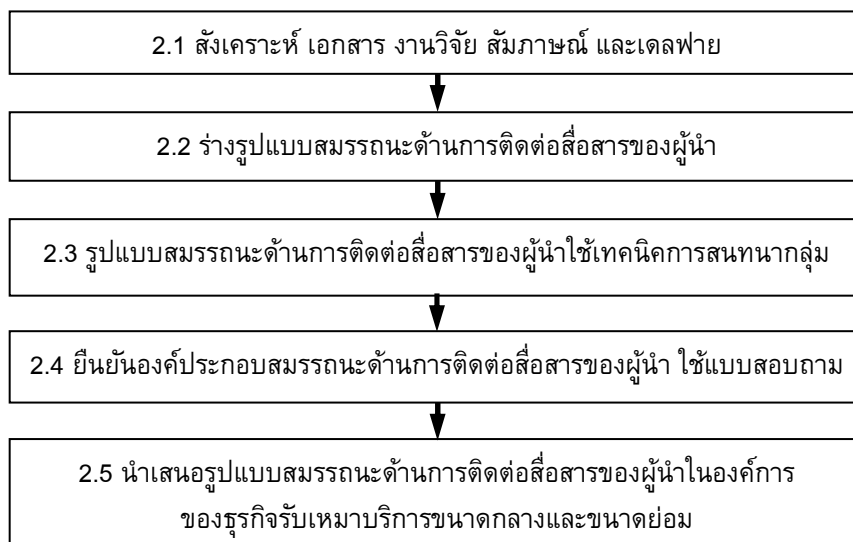 2.1 สังเคราะห์ เอกสาร งานวิจัย สัมภาษณ์ และเดลฟาย
2.2 ร่างรูปแบบสมรรถนะด้านการติดต่อสื่อสารของผู้นำ
2.3 รูปแบบสมรรถนะด้านการติดต่อสื่อสารของผู้นำใช้เทคนิคการสนทนากลุ่ม
2.4 ยืนยันองค์ประกอบสมรรถนะด้านการติดต่อสื่อสารของผู้นำ ใช้แบบสอบถาม
2.5 นำเสนอรูปแบบสมรรถนะด้านการติดต่อสื่อสารของผู้นำในองค์การ
ของธุรกิจรับเหมาบริการขนาดกลางและขนาดย่อม